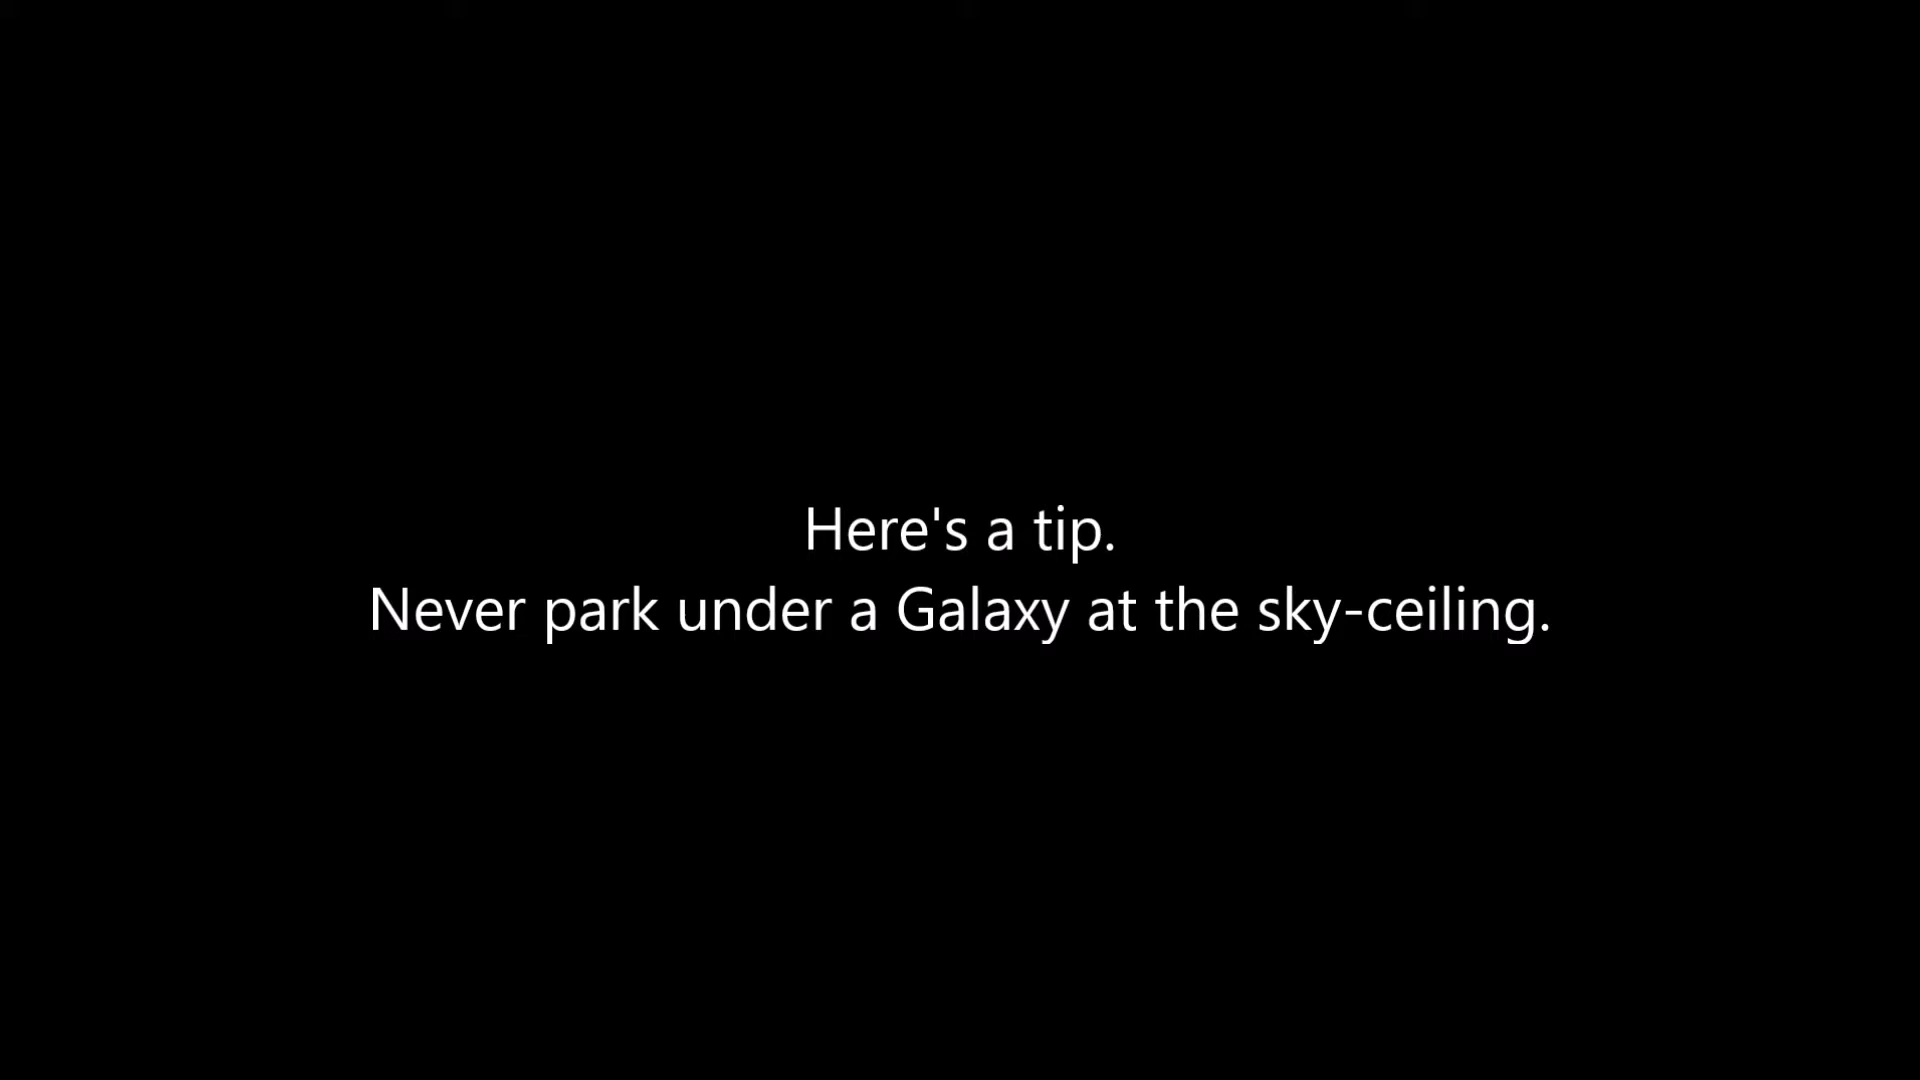 Here's a tip.
Never park under a Galaxy at the sky-ceiling.